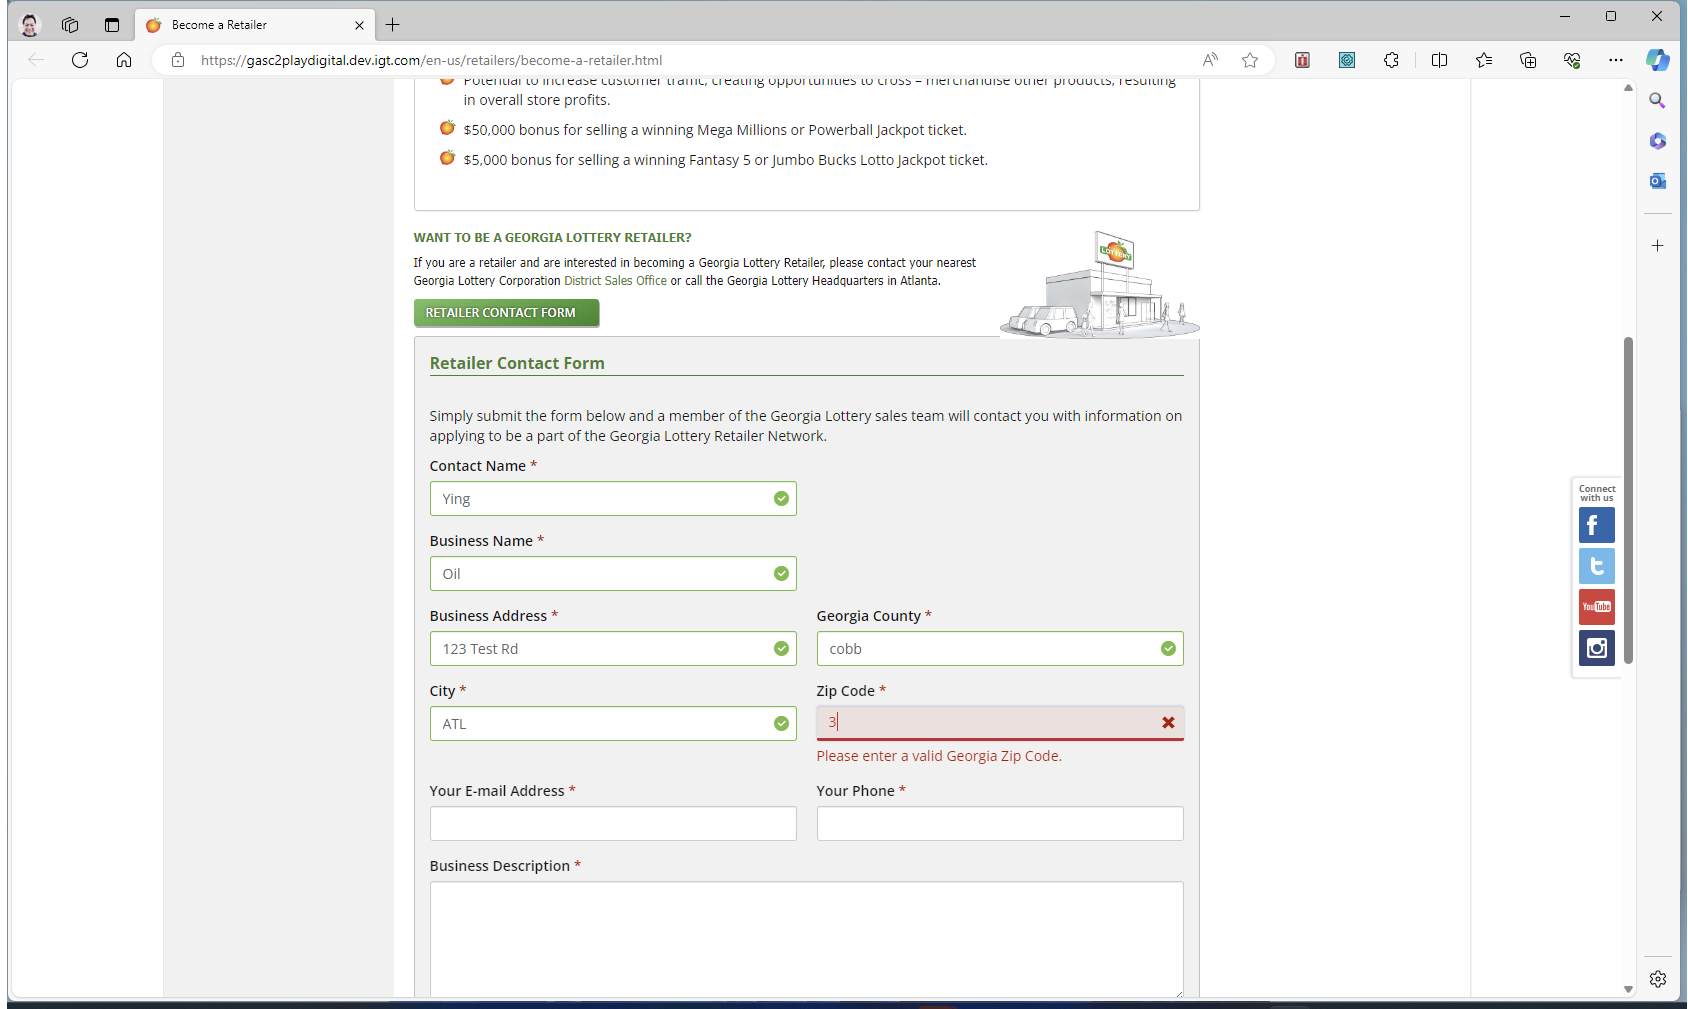 Become a Retailer
https://gasc2playdigital.dev.igt.com/en-us/retailers/become-a-retailer.html
Potential to increase customer traffic, creating opportunities to cross – merchandise other products, resulting
in overall store profits.
$50,000 bonus for selling a winning Mega Millions or Powerball Jackpot ticket.
$5,000 bonus for selling a winning Fantasy 5 or Jumbo Bucks Lotto Jackpot ticket.
WANT TO BE A GEORGIA LOTTERY RETAILER?
If you are a retailer and are interested in becoming a Georgia Lottery Retailer, please contact your nearest
Georgia Lottery Corporation District Sales Office or call the Georgia Lottery Headquarters in Atlanta.
LOTTERY
RETAILER CONTACT FORM
Retailer Contact Form
Simply submit the form below and a member of the Georgia Lottery sales team will contact you with information on
applying to be a part of the Georgia Lottery Retailer Network.
Contact Name *
Ying
Business Name *
Oil
Business Address *
123 Test Rd
Georgia County *
cobb
City *
ATL
Zip Code *
3
Please enter a valid Georgia Zip Code.
Your E-mail Address *
Your Phone *
Business Description *
Connect
with us
YouTube